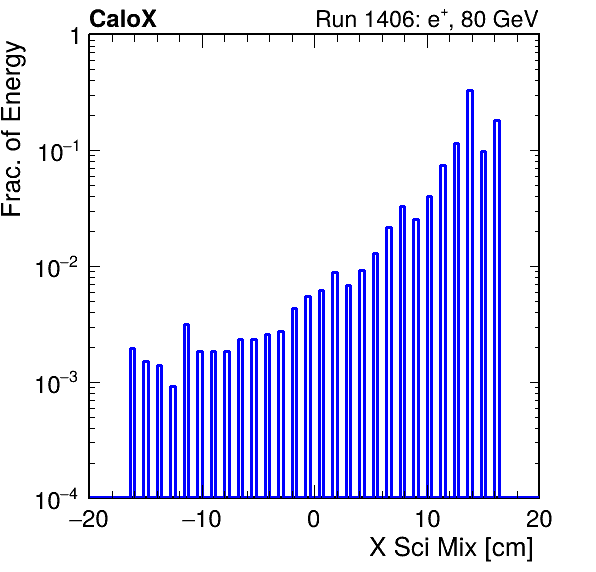 CaloX Run 1406: e⁺, 80 GeV
Frac. of Energy
1
10⁻¹
10⁻²
10⁻³
10⁻⁴
−20 −10 0 10 20
X Sci Mix [cm]